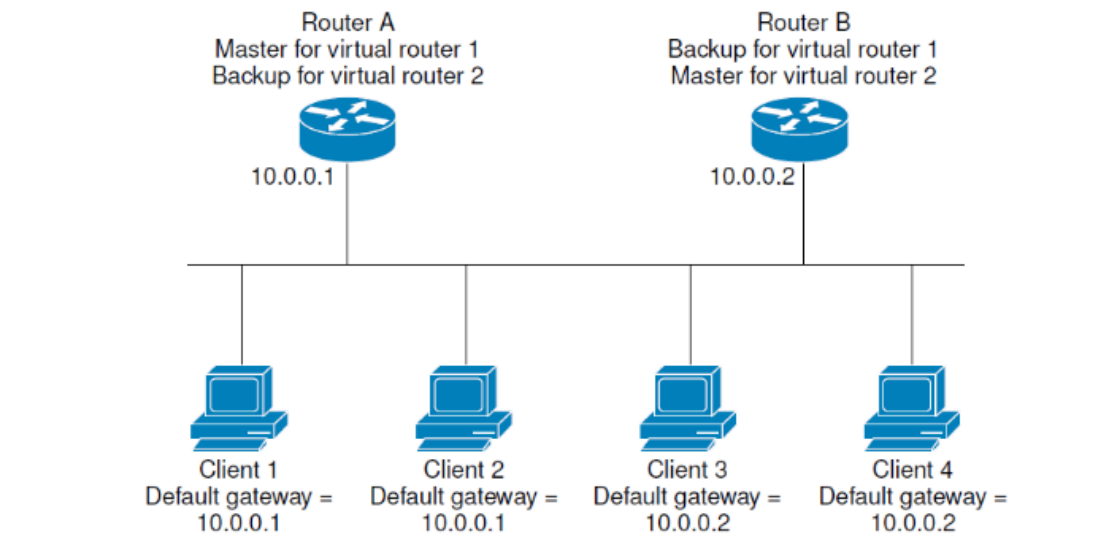 Router A
Master for virtual router 1
Backup for virtual router 2
Router B
Backup for virtual router 1
Master for virtual router 2
10.0.0.1
10.0.0.2
Client 1
Default gateway =
10.0.0.1
Client 2
Default gateway =
10.0.0.1
Client 3
Default gateway =
10.0.0.2
Client 4
Default gateway =
10.0.0.2